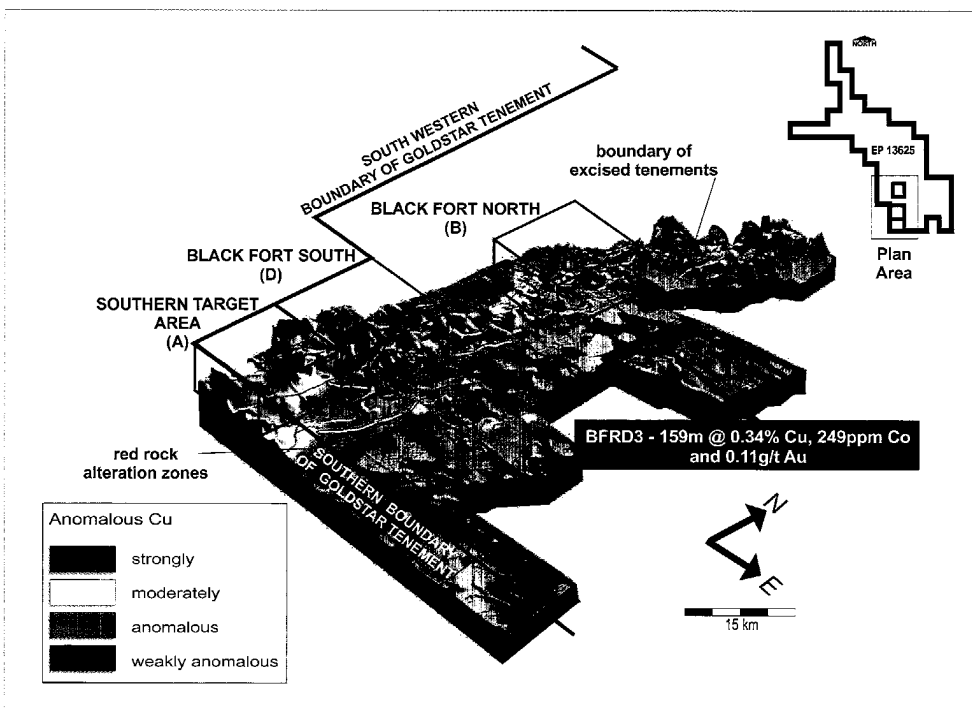 NORTH
EP 13625
Plan
Area
SOUTH WESTERN
BOUNDARY OF GOLDSTAR TENEMENT
boundary of
excised tenements
BLACK FORT NORTH
(B)
BLACK FORT SOUTH
(D)
SOUTHERN TARGET
AREA
(A)
BFRD3 - 159m @ 0.34% Cu, 249ppm Co
and 0.11g/t Au
red rock
alteration zones
SOUTHERN BOUNDARY
OF GOLDSTAR TENEMENT
N
E
15 km
Anomalous Cu
strongly
moderately
anomalous
weakly anomalous